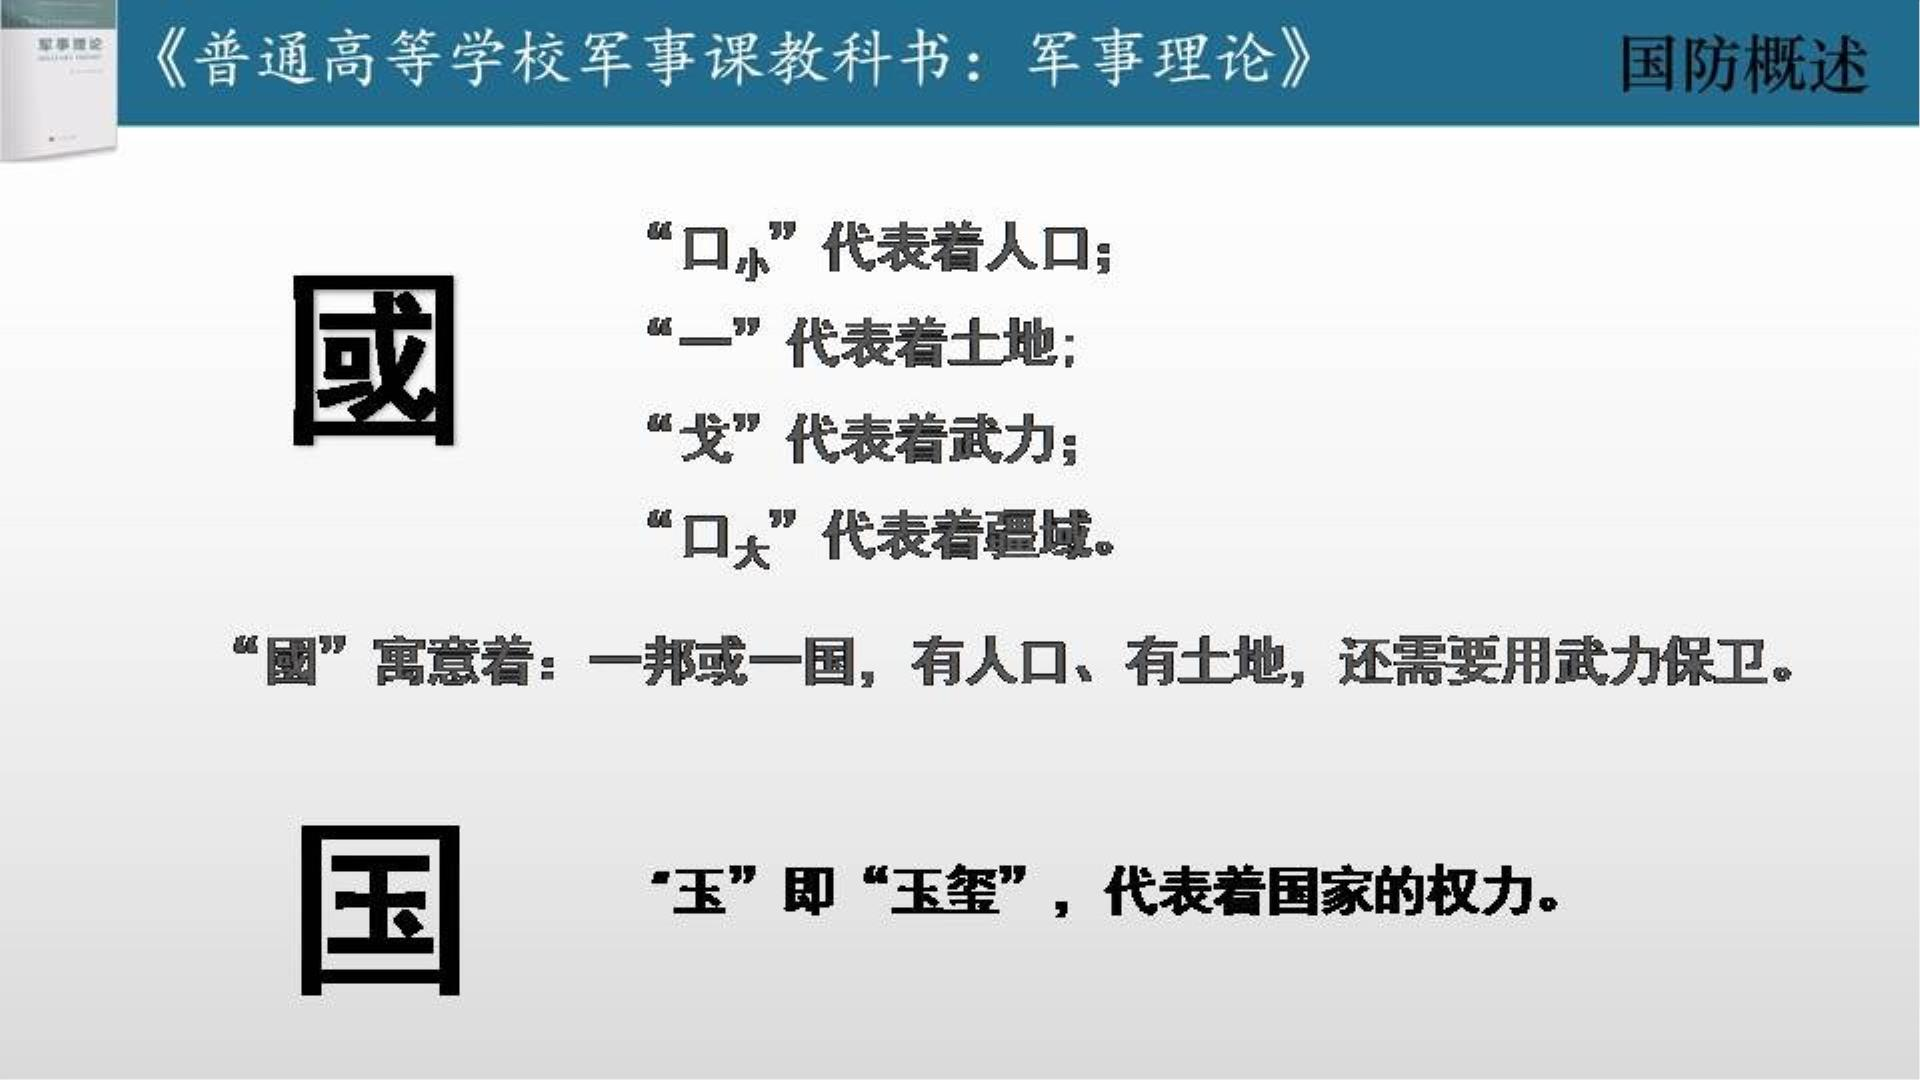 军事理论
《普通高等学校军事课教科书：军事理论》
国防概述
國
“口小”代表着人口；
“一”代表着土地；
“戈”代表着武力；
“口大”代表着疆域。
“國”寓意着：一邦或一国，有人口、有土地，还需要用武力保卫。
国
“玉”即“玉玺”，代表着国家的权力。